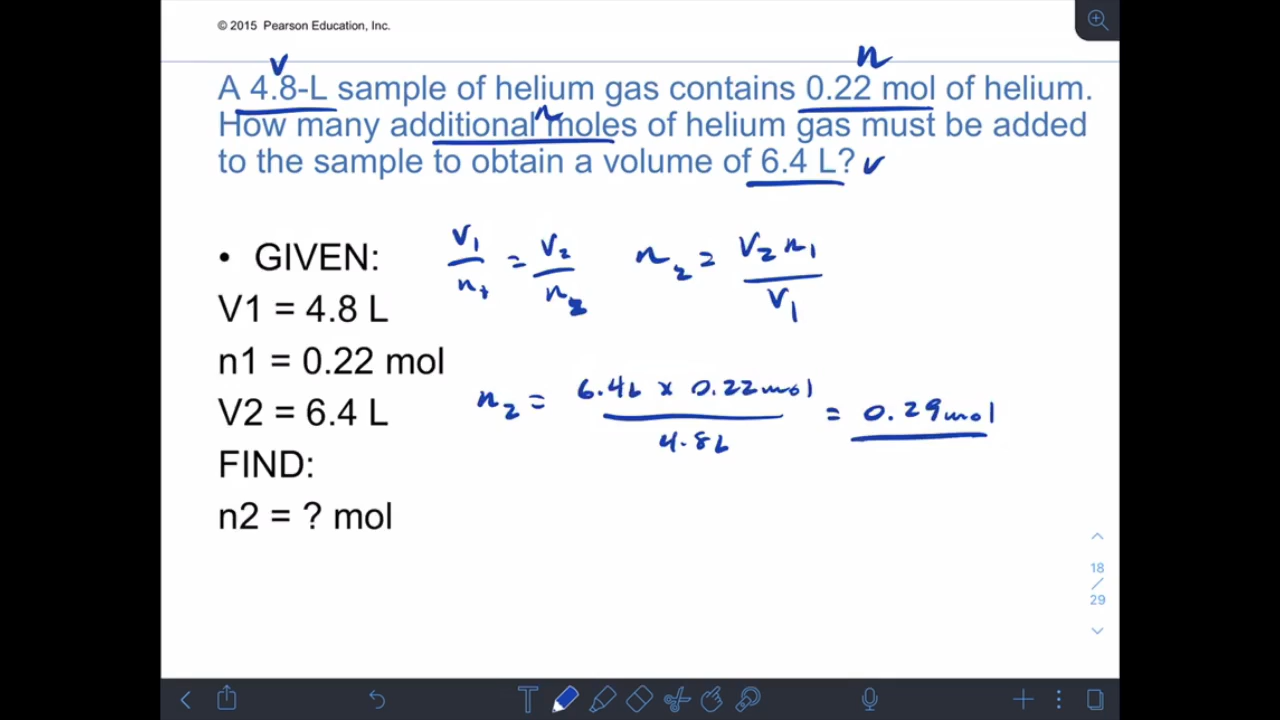 © 2015 Pearson Education, Inc.
V
n
A 4.8-L sample of helium gas contains 0.22 mol of helium.
n
How many additional moles of helium gas must be added
to the sample to obtain a volume of 6.4 L? V
• GIVEN:
V1/n1 = V2/n2
n2 = V2 n1/V1
V1 = 4.8 L
n1 = 0.22 mol
n2 = 6.4L x 0.22mol/4.8L = 0.29mol
V2 = 6.4 L
FIND:
n2 = ? mol
18
/
29
T